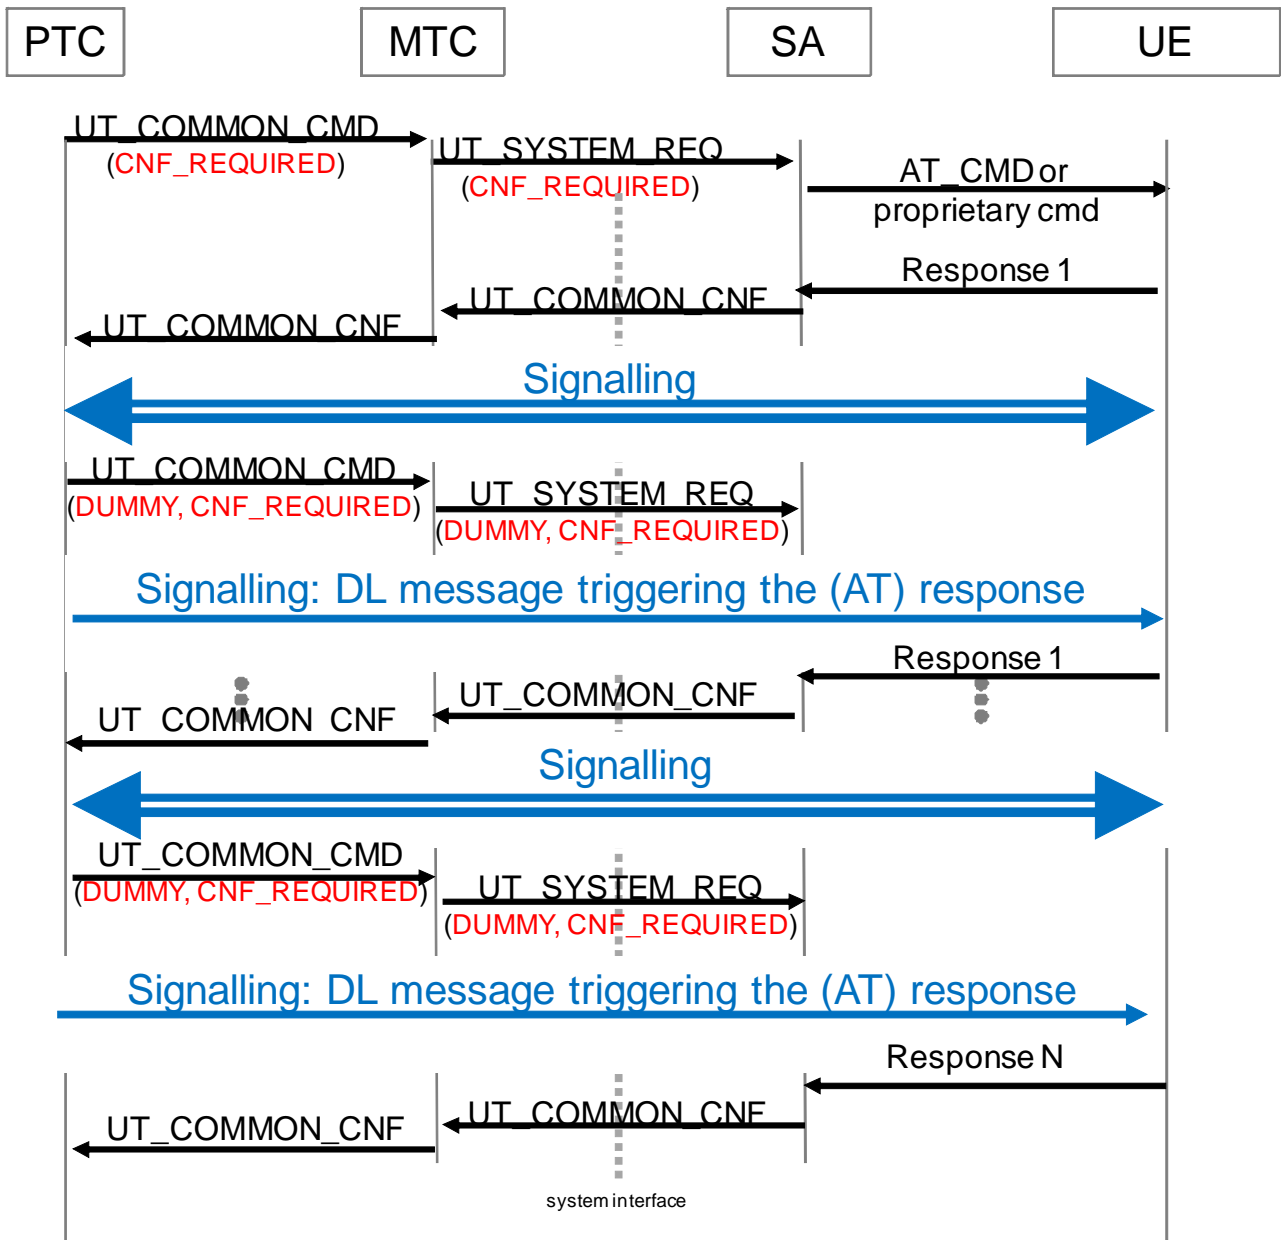 PTC
MTC
SA
UE
UT_COMMON_CMD
(CNF_REQUIRED)
UT_SYSTEM_REQ
(CNF_REQUIRED)
AT_CMD or
proprietary cmd
Response 1
UT_COMMON_CNF
UT_COMMON_CNF
Signalling
UT_COMMON_CMD
(DUMMY, CNF_REQUIRED)
UT_SYSTEM_REQ
(DUMMY, CNF_REQUIRED)
Signalling: DL message triggering the (AT) response
Response 1
UT_COMMON_CNF
UT_COMMON_CNF
Signalling
UT_COMMON_CMD
(DUMMY, CNF_REQUIRED)
UT_SYSTEM_REQ
(DUMMY, CNF_REQUIRED)
Signalling: DL message triggering the (AT) response
Response N
UT_COMMON_CNF
UT_COMMON_CNF
system interface